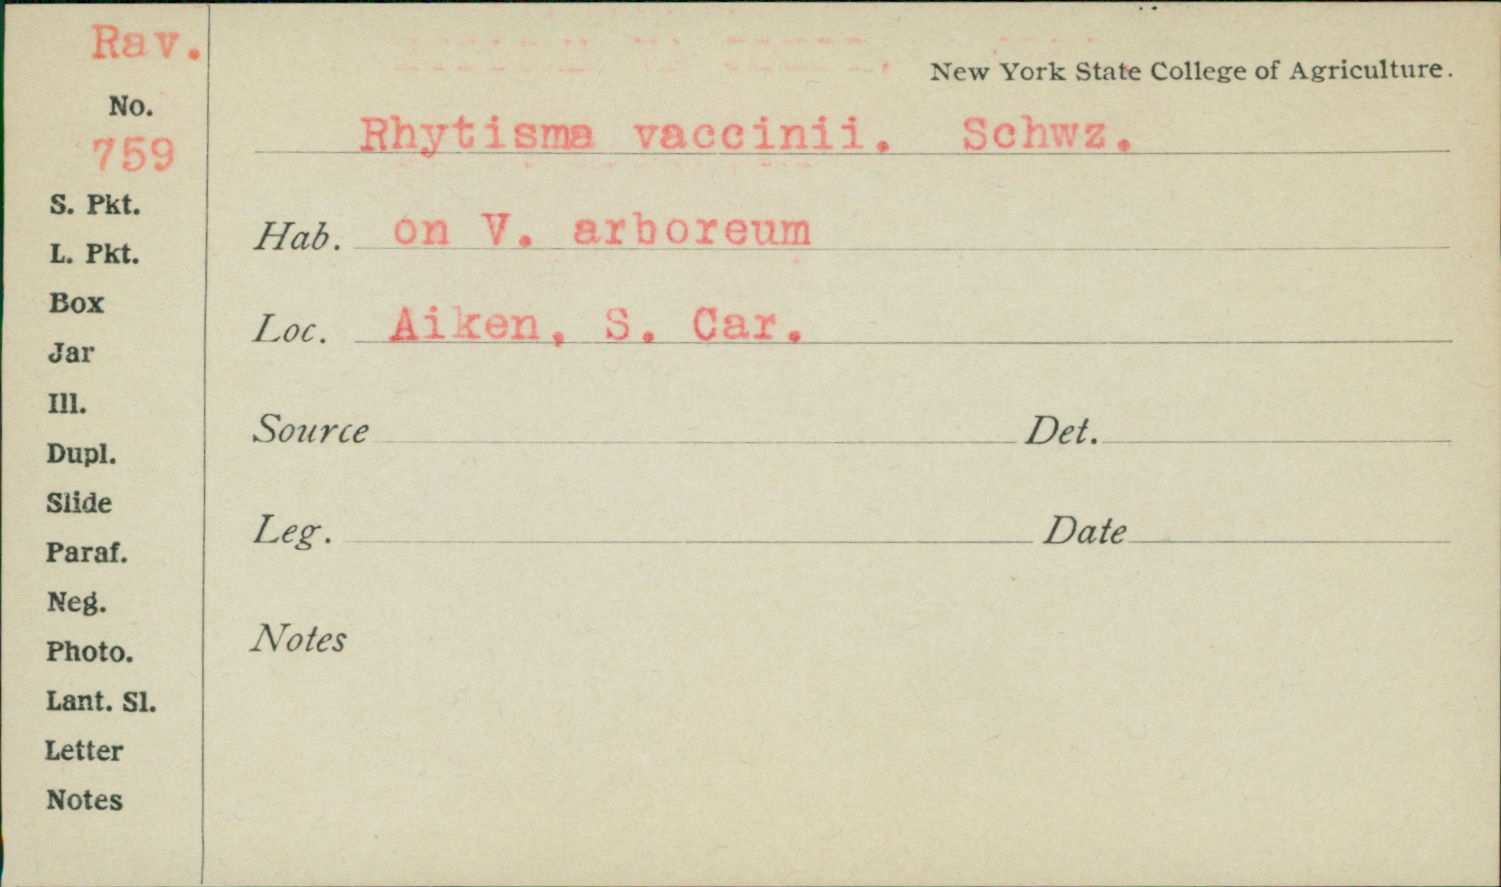 Rav.
New York State College of Agriculture.
No.
759
Rhytisma vaccinii. Schwz.
S. Pkt.
L. Pkt.
Box
Jar
Ill.
Dupl.
Slide
Paraf.
Neg.
Photo.
Lant. Sl.
Letter
Notes
Hab. on V. arboreum
Loc. Aiken, S. Car.
Source Det.
Leg. Date
Notes